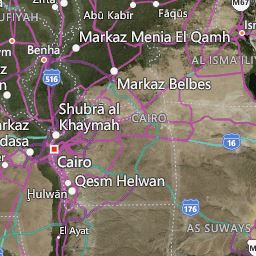 Zifta
Abū Kabīr
Fāqūs
M67
UFIYAH
Markaz Menia El Qamh
Benha
AL ISMA ILI
516
Markaz Belbes
Shubrā al
Khaymah
CAIRO
16
arkaz
dasa
Cairo
Qesm Helwan
Ḩulwān
176
El Ayat
AS SUWAYS